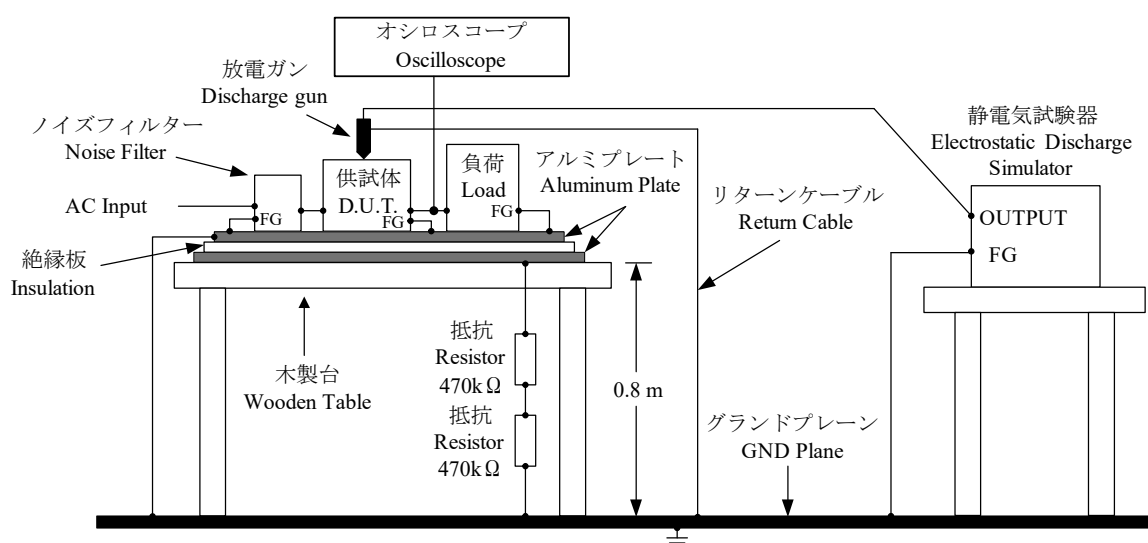 オシロスコープ
Oscilloscope
放電ガン
Discharge gun
静電気試験器
Electrostatic Discharge
Simulator
ノイズフィルター
Noise Filter
供試体
D.U.T.
負荷
Load
アルミプレート
Aluminum Plate
リターンケーブル
Return Cable
AC Input
FG
FG
FG
OUTPUT
FG
絶縁板
Insulation
抵抗
Resistor
470kΩ
木製台
Wooden Table
0.8 m
抵抗
Resistor
470kΩ
グランドプレーン
GND Plane